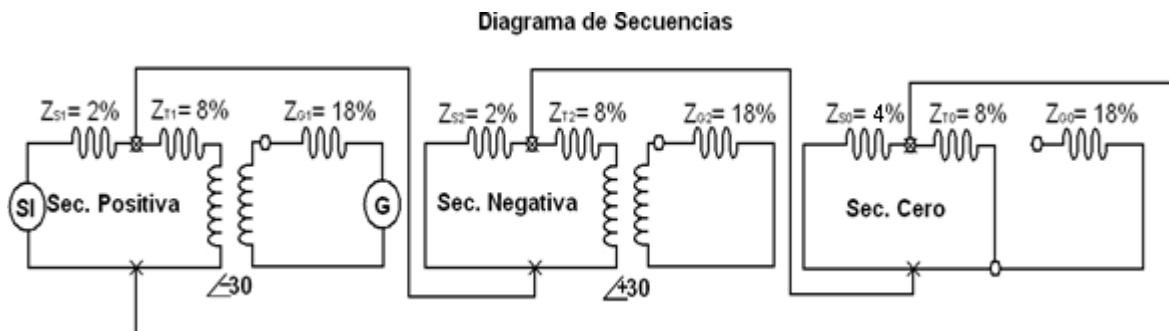 Diagrama de Secuencias
ZS1= 2% ZT1= 8% ZG1= 18% ZS2= 2% ZT2= 8% ZG2= 18% ZS0= 4% ZT0= 8% ZG0= 18%
SI Sec. Positiva G Sec. Negativa Sec. Cero
-30 +30